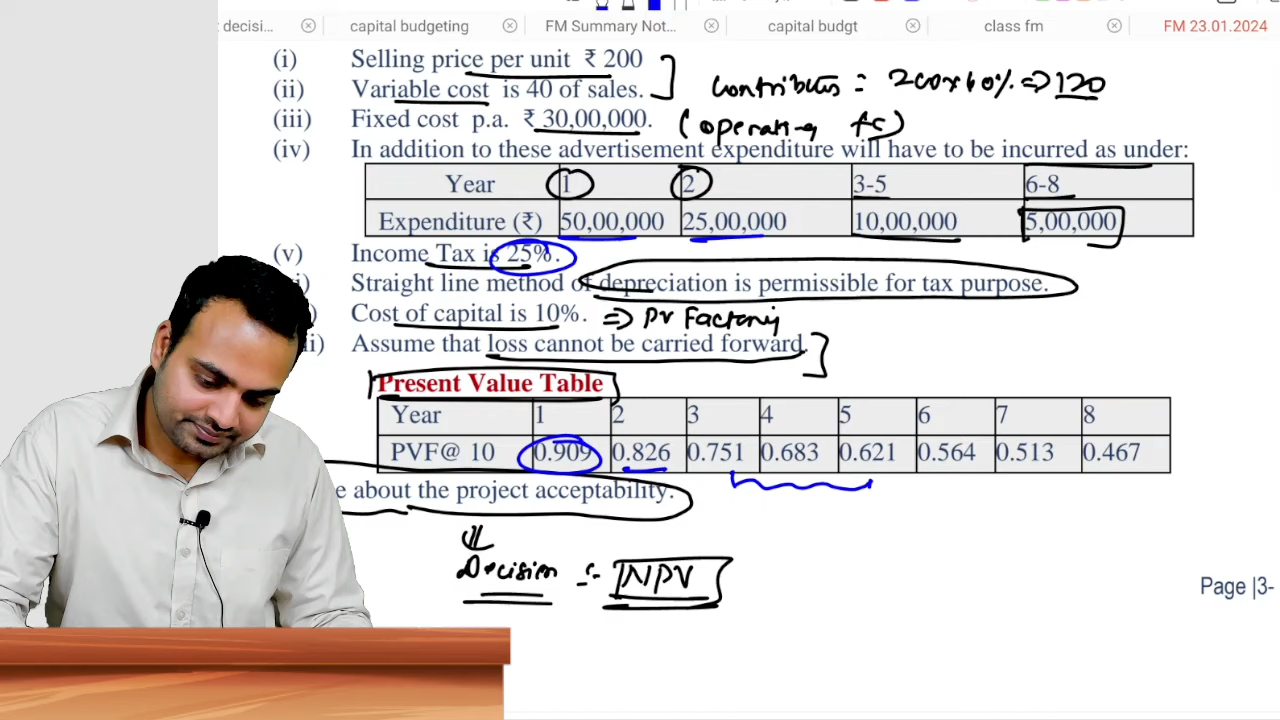 decisi...
capital budgeting
FM Summary Not...
capital budgt
class fm
FM 23.01.2024
(i) Selling price per unit ₹ 200
(ii) Variable cost is 40 of sales.
= 200x60% => 120
(iii) Fixed cost p.a. ₹ 30,00,000. (operating fc)
(iv) In addition to these advertisement expenditure will have to be incurred as under:
Year 1 2 3-5 6-8
Expenditure (₹) 50,00,000 25,00,000 10,00,000 5,00,000
(v) Income Tax is 25%.
i) Straight line method of depreciation is permissible for tax purpose.
) Cost of capital is 10%. => PV Factoring
ii) Assume that loss cannot be carried forward.
Present Value Table
Year 1 2 3 4 5 6 7 8
PVF@ 10 0.909 0.826 0.751 0.683 0.621 0.564 0.513 0.467
e about the project acceptability.
Decision :- NPV
Page |3-